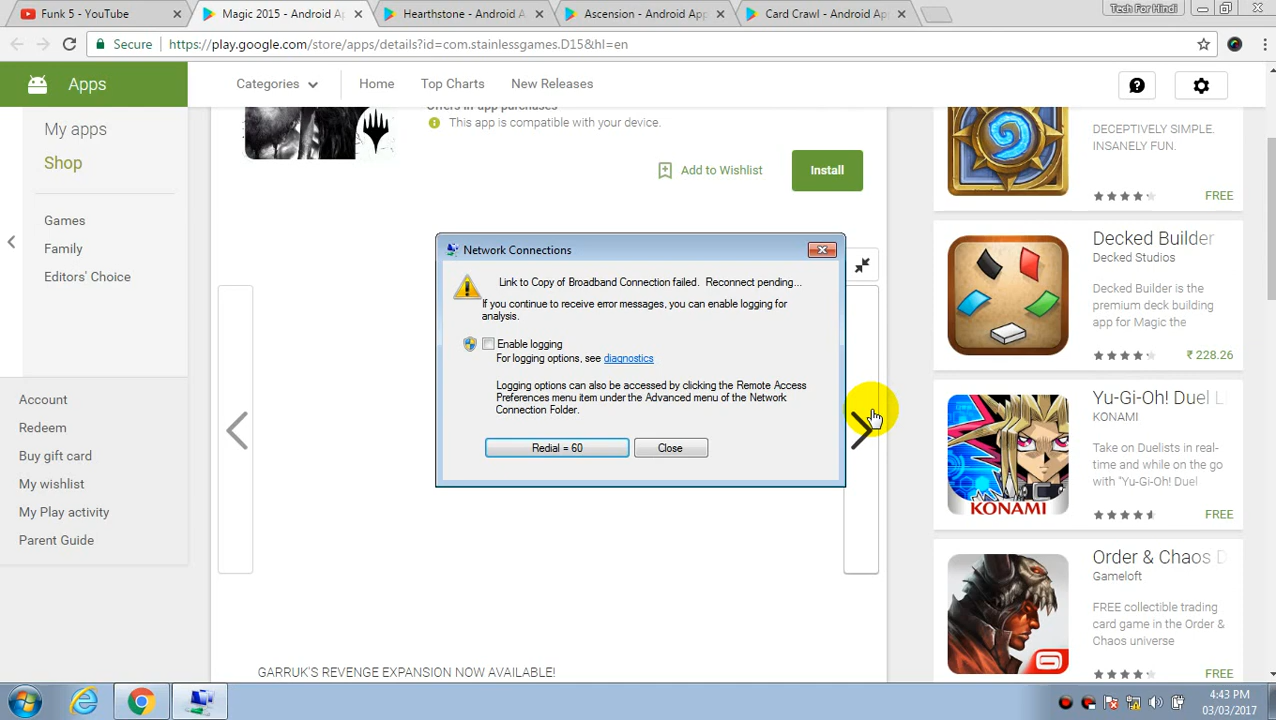 Funk 5 - YouTube
Magic 2015 - Android Ap
Hearthstone - Android A
Ascension - Android App
Card Crawl - Android Ap
Tech For Hindi
Secure
https://play.google.com/store/apps/details?id=com.stainlessgames.D15&hl=en
Apps
Categories
Home
Top Charts
New Releases
My apps
Shop
Games
Family
Editors' Choice
Account
Redeem
Buy gift card
My wishlist
My Play activity
Parent Guide
Offers in-app purchases
This app is compatible with your device.
Add to Wishlist
Install
Network Connections
Link to Copy of Broadband Connection failed. Reconnect pending...
If you continue to receive error messages, you can enable logging for
analysis.
Enable logging
For logging options, see diagnostics
Logging options can also be accessed by clicking the Remote Access
Preferences menu item under the Advanced menu of the Network
Connection Folder.
Redial = 60
Close
GARRUK'S REVENGE EXPANSION NOW AVAILABLE!
DECEPTIVELY SIMPLE.
INSANELY FUN.
FREE
Decked Builder
Decked Studios
Decked Builder is the
premium deck building
app for Magic the
₹ 228.26
Yu-Gi-Oh! Duel L
KONAMI
Take on Duelists in real-
time and while on the go
with "Yu-Gi-Oh! Duel
KONAMI
FREE
Order & Chaos D
Gameloft
FREE collectible trading
card game in the Order &
Chaos universe
FREE
4:43 PM
03/03/2017